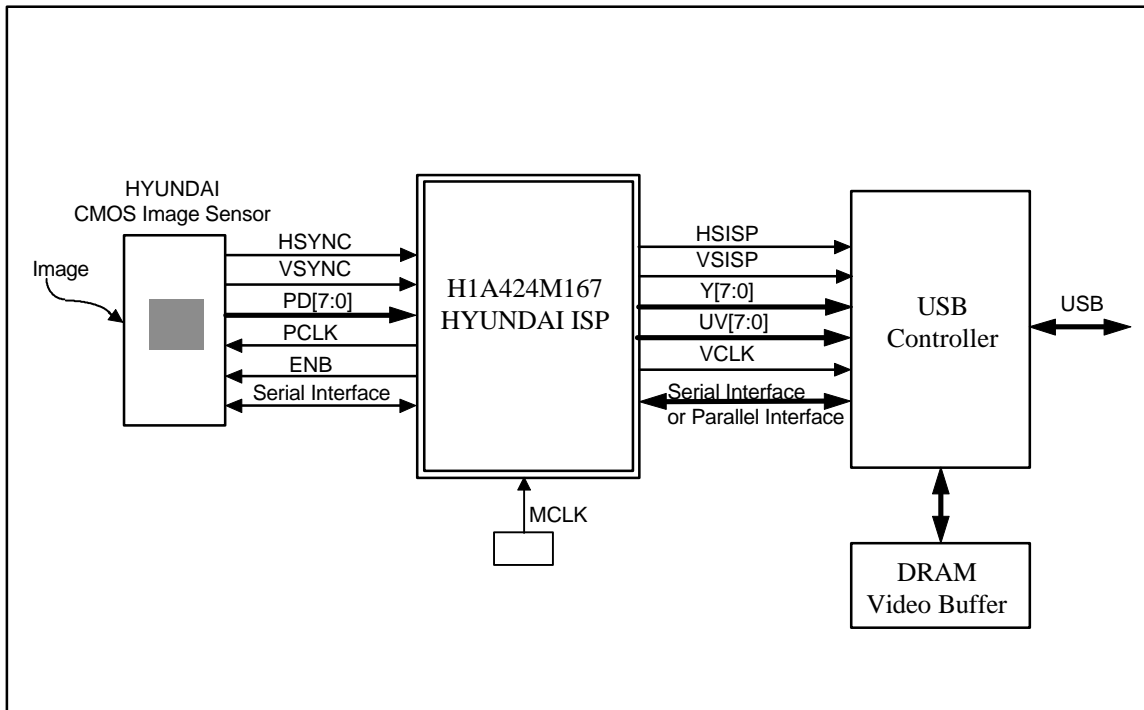 HYUNDAI
CMOS Image Sensor
Image
HSYNC
VSYNC
PD[7:0]
PCLK
ENB
Serial Interface
H1A424M167
HYUNDAI ISP
MCLK
HSISP
VSISP
Y[7:0]
UV[7:0]
VCLK
Serial Interface
or Parallel Interface
USB
Controller
USB
DRAM
Video Buffer